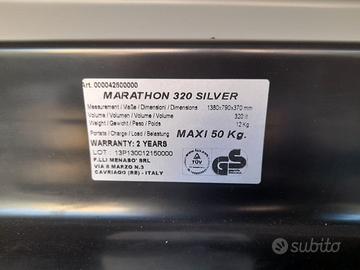 Art. 000042600000
MARATHON 320 SILVER
Measurement / Maße / Dimensioni / Dimensions 1380x790x370 mm
Volume / Volumen / Volume / Volume 320 lt
Weight / Gewicht / Peso / Poids 12 Kg.
Portata / Charge / Load / Belastung MAXI 50 Kg.
WARRANTY: 2 YEARS
LOT : 13P130012150000
F.LLI MENABO' SRL
VIA 8 MARZO N.3
CAVRIAGO (RE) - ITALY
TÜV
GS
subito